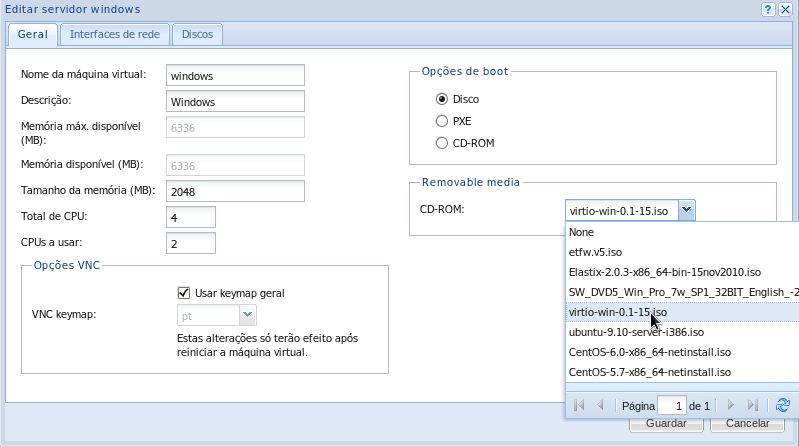 Editar servidor windows
Geral
Interfaces de rede
Discos
Nome da máquina virtual:
windows
Descrição:
Windows
Memória máx. disponível
(MB):
6336
Memória disponível (MB):
6336
Tamanho da memória (MB):
2048
Total de CPU:
4
CPUs a usar:
2
Opções VNC
Usar keymap geral
VNC keymap:
pt
Estas alterações só terão efeito após
reiniciar a máquina virtual.
Opções de boot
Disco
PXE
CD-ROM
Removable media
CD-ROM:
virtio-win-0.1-15.iso
None
etfw.v5.iso
Elastix-2.0.3-x86_64-bin-15nov2010.iso
SW_DVD5_Win_Pro_7w_SP1_32BIT_English_-2
virtio-win-0.1-15.iso
ubuntu-9.10-server-i386.iso
CentOS-6.0-x86_64-netinstall.iso
CentOS-5.7-x86_64-netinstall.iso
Página 1 de 1
Guardar
Cancelar